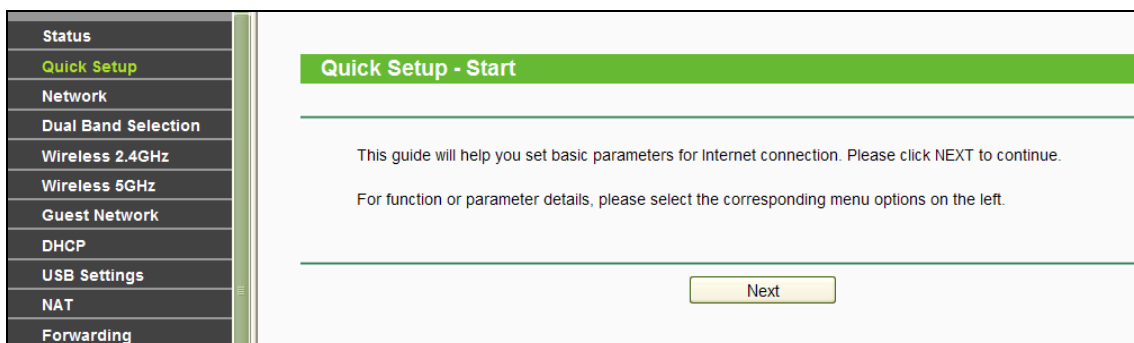 Status
Quick Setup
Network
Dual Band Selection
Wireless 2.4GHz
Wireless 5GHz
Guest Network
DHCP
USB Settings
NAT
Forwarding
Quick Setup - Start
This guide will help you set basic parameters for Internet connection. Please click NEXT to continue.
For function or parameter details, please select the corresponding menu options on the left.
Next